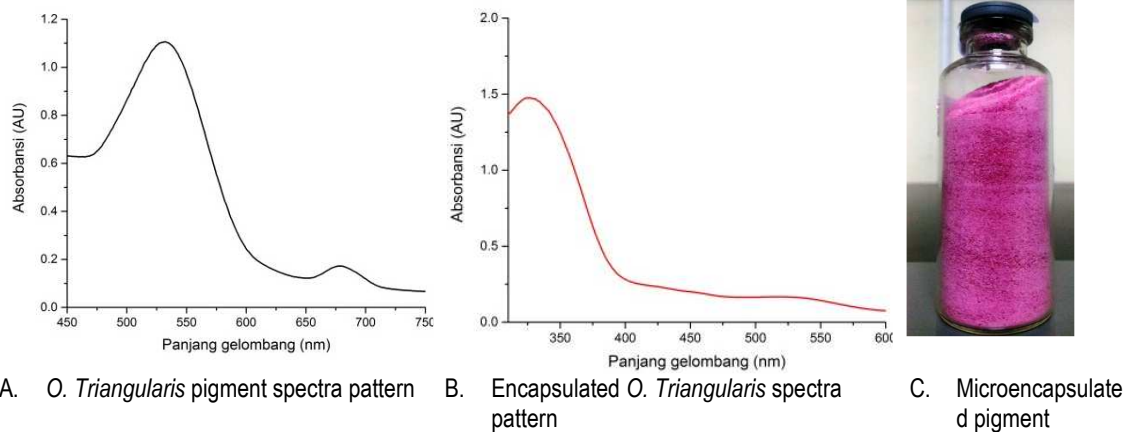 1.2
1.0
0.8
0.6
0.4
0.2
0.0
Absorbansi (AU)
450 500 550 600 650 700 750
Panjang gelombang (nm)
2.0
1.5
1.0
0.5
0.0
Absorbansi (AU)
350 400 450 500 550 600
Panjang gelombang (nm)
A. O. Triangularis pigment spectra pattern
B. Encapsulated O. Triangularis spectra
pattern
C. Microencapsulate
d pigment